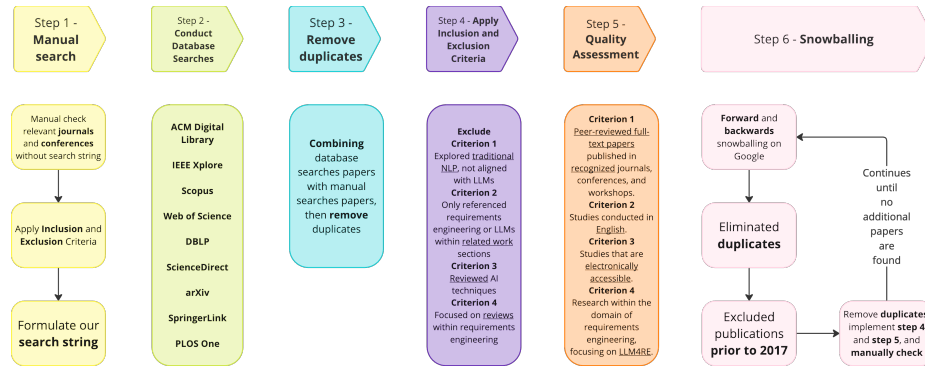 Step 1 -
Manual
search
Step 2 -
Conduct
Database
Searches
Step 3 -
Remove
duplicates
Step 4 - Apply
Inclusion and
Exclusion
Criteria
Step 5 -
Quality
Assessment
Step 6 - Snowballing
Manual check
relevant journals
and conferences
without search string
Apply Inclusion and
Exclusion Criteria
Formulate our
search string
ACM Digital
Library
IEEE Xplore
Scopus
Web of Science
DBLP
ScienceDirect
arXiv
SpringerLink
PLOS One
Combining
database
searches papers
with manual
searches papers,
then remove
duplicates
Exclude
Criterion 1
Explored traditional
NLP, not aligned
with LLMs
Criterion 2
Only referenced
requirements
engineering or LLMs
within related work
sections
Criterion 3
Reviewed AI
techniques
Criterion 4
Focused on reviews
within requirements
engineering
Criterion 1
Peer-reviewed full-
text papers
published in
recognized journals,
conferences, and
workshops.
Criterion 2
Studies conducted in
English.
Criterion 3
Studies that are
electronically
accessible.
Criterion 4
Research within the
domain of
requirements
engineering,
focusing on LLM4RE.
Forward and
backwards
snowballing on
Google
Eliminated
duplicates
Excluded
publications
prior to 2017
Remove duplicates
implement step 4
and step 5, and
manually check
Continues
until
no
additional
papers
are
found